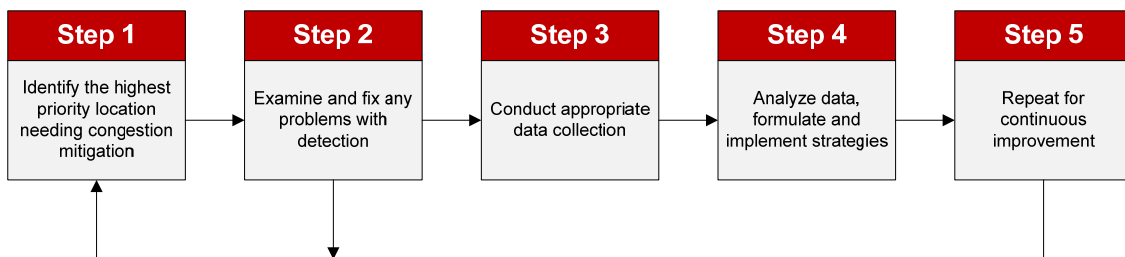 Step 1
Identify the highest
priority location
needing congestion
mitigation
Step 2
Examine and fix any
problems with
detection
Step 3
Conduct appropriate
data collection
Step 4
Analyze data,
formulate and
implement strategies
Step 5
Repeat for
continuous
improvement